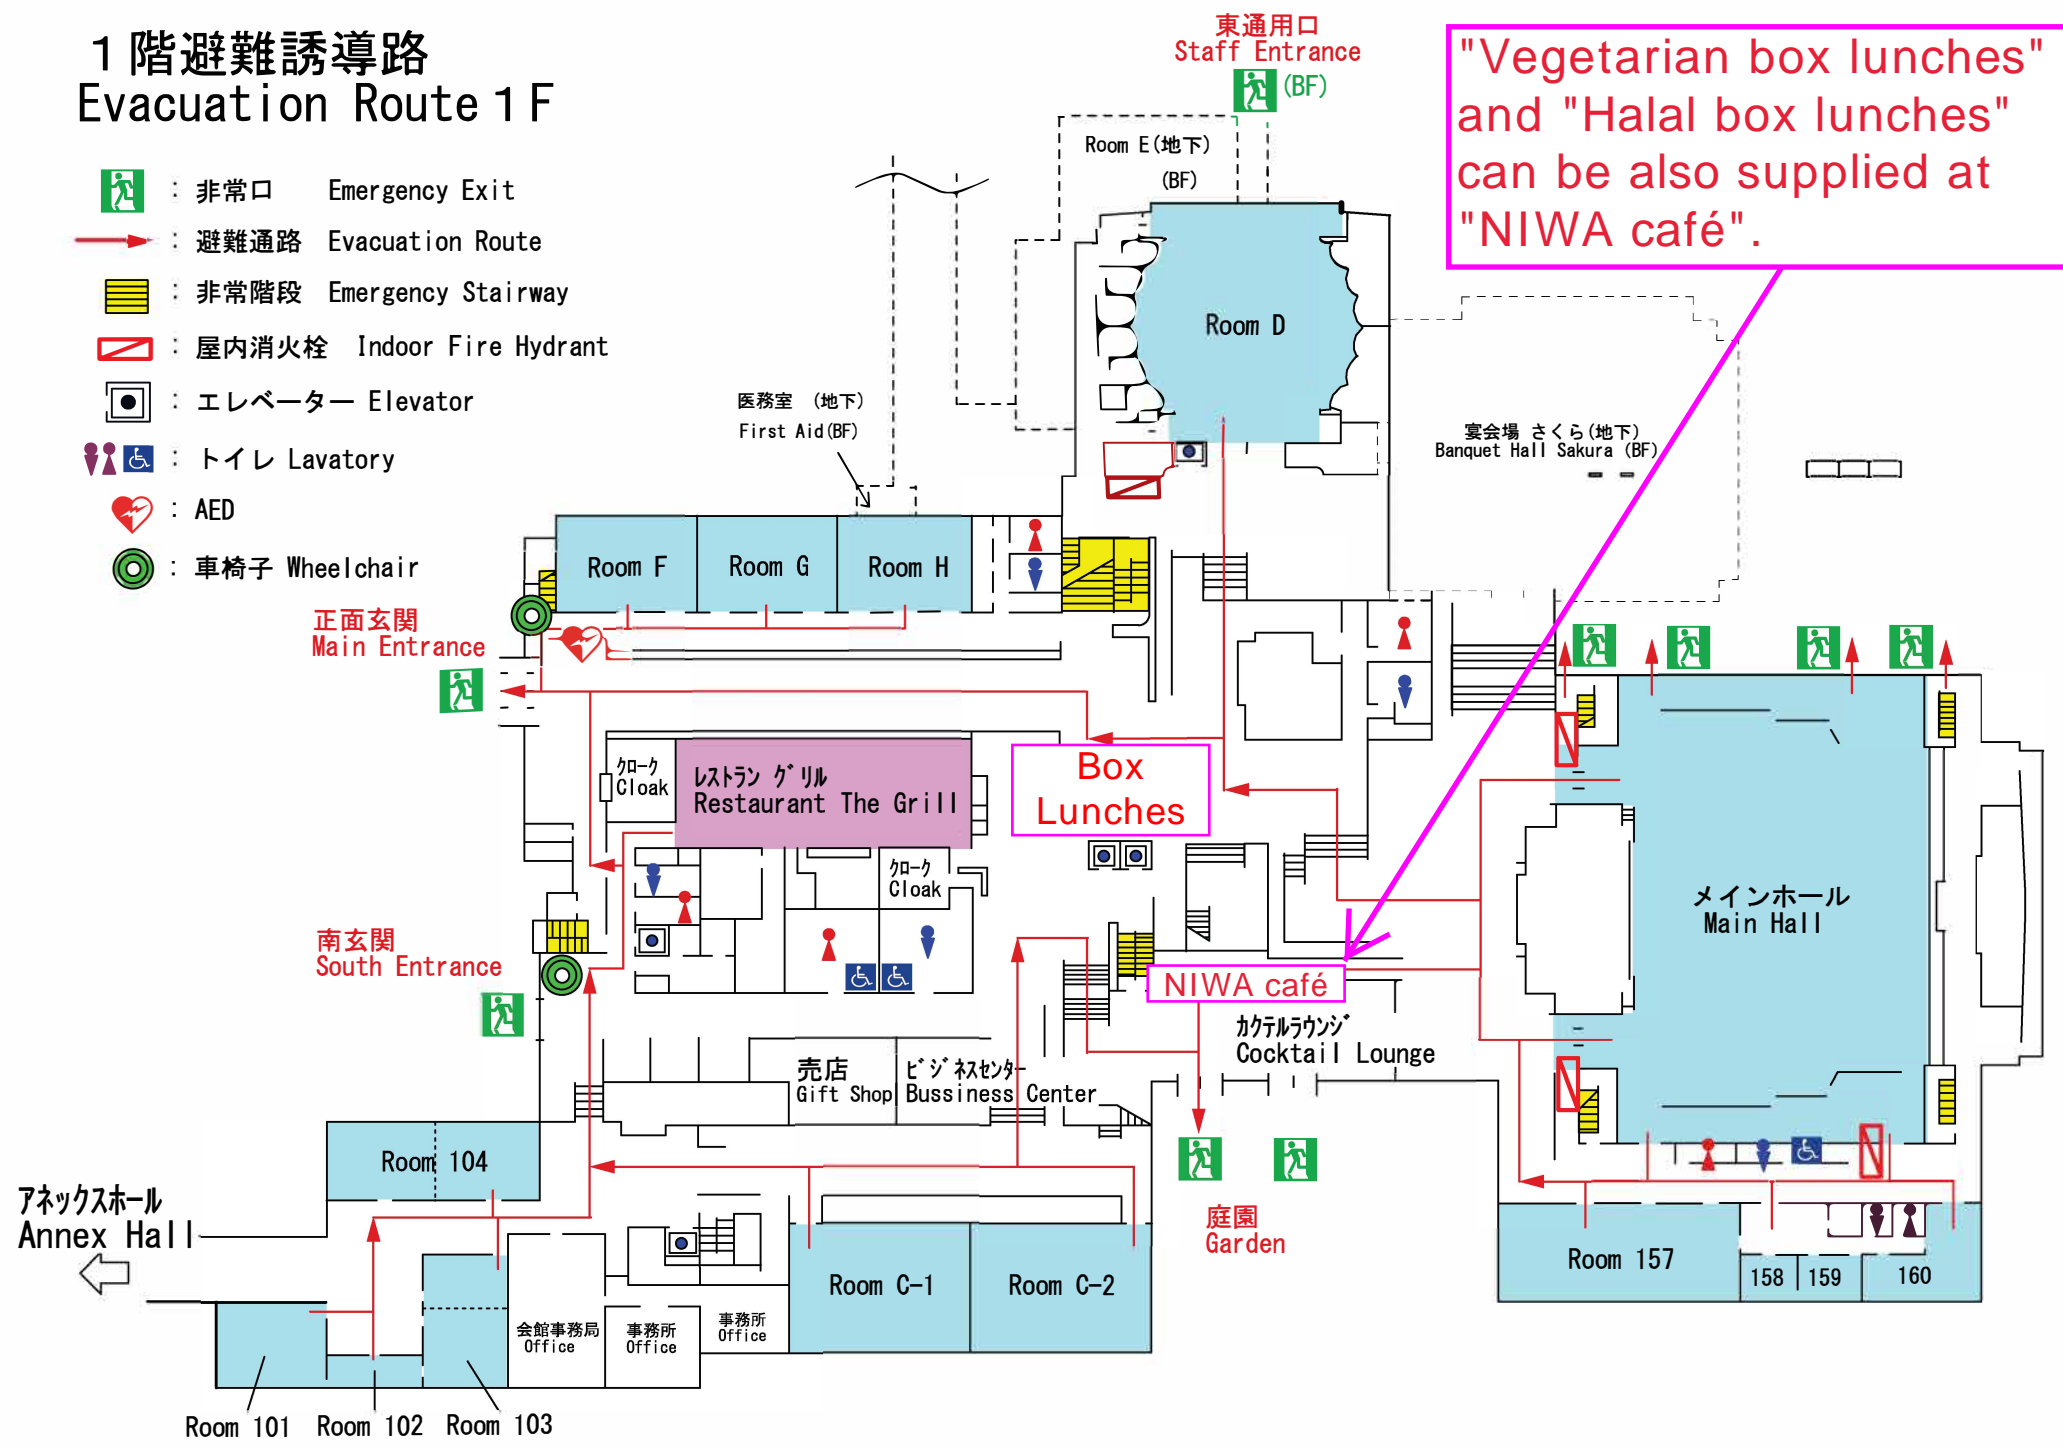 １階避難誘導路
Evacuation Route １F
: 非常口 Emergency Exit
: 避難通路 Evacuation Route
: 非常階段 Emergency Stairway
: 屋内消火栓 Indoor Fire Hydrant
: エレベーター Elevator
: トイレ Lavatory
: AED
: 車椅子 Wheelchair
東通用口
Staff Entrance
(BF)
"Vegetarian box lunches"
and "Halal box lunches"
can be also supplied at
"NIWA café".
Room E(地下)
(BF)
Room D
医務室 (地下)
First Aid(BF)
宴会場 さくら(地下)
Banquet Hall Sakura (BF)
Room F
Room G
Room H
正面玄関
Main Entrance
クローク
Cloak
レストラン グリル
Restaurant The Grill
Box
Lunches
クローク
Cloak
メインホール
Main Hall
南玄関
South Entrance
NIWA café
カクテルラウンジ
Cocktail Lounge
売店
Gift Shop
ビジネスセンター
Bussiness Center
Room 104
アネックスホール
Annex Hall
庭園
Garden
Room C-1
Room C-2
Room 157
158
159
160
会館事務局
Office
事務所
Office
事務所
Office
Room 101
Room 102
Room 103